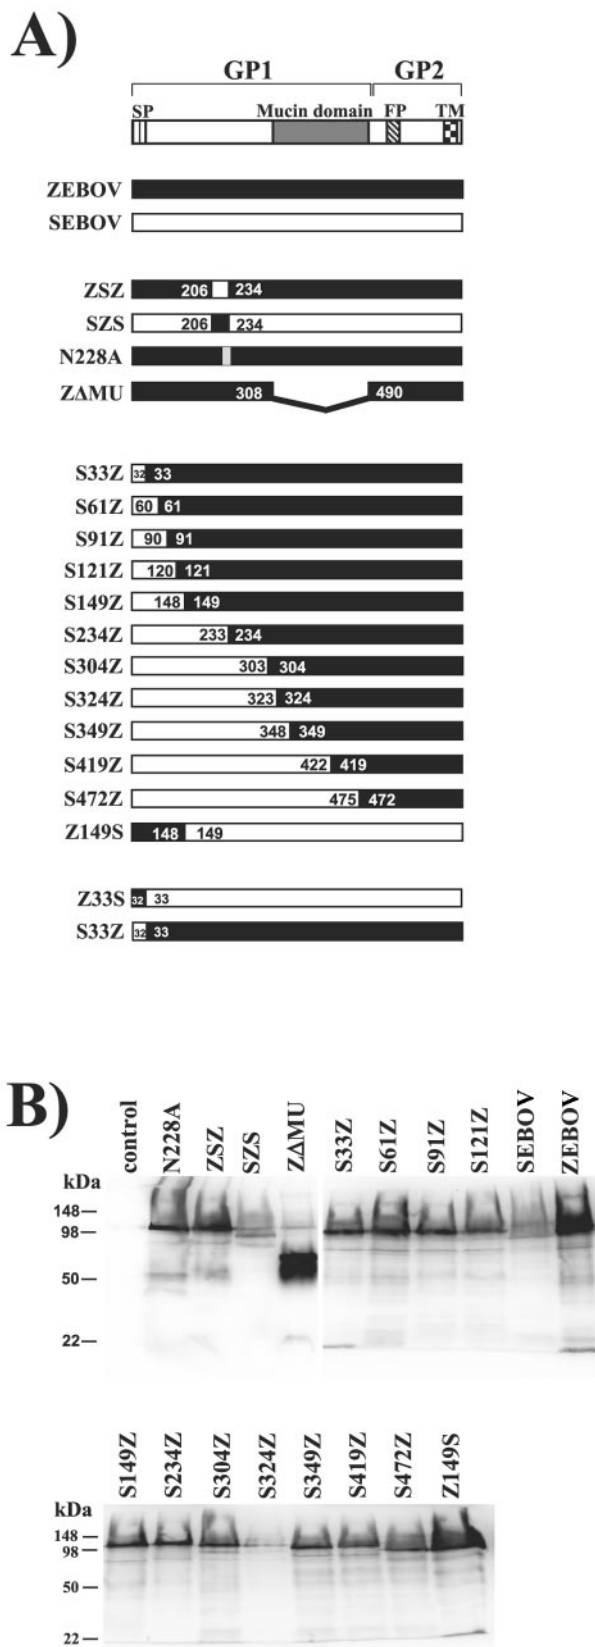 A)
GP1 GP2
SP Mucin domain FP TM
ZEBOV
SEBOV
ZSZ 206 234
SZS 206 234
N228A
ZΔMU 308 490
S33Z 32 33
S61Z 60 61
S91Z 90 91
S121Z 120 121
S149Z 148 149
S234Z 233 234
S304Z 303 304
S324Z 323 324
S349Z 348 349
S419Z 422 419
S472Z 475 472
Z149S 148 149
Z33S 32 33
S33Z 32 33
B)
control N228A ZSZ SZS ZΔMU S33Z S61Z S91Z S121Z SEBOV ZEBOV
kDa
148
98
50
22
S149Z S234Z S304Z S324Z S349Z S419Z S472Z Z149S
kDa
148
98
50
22